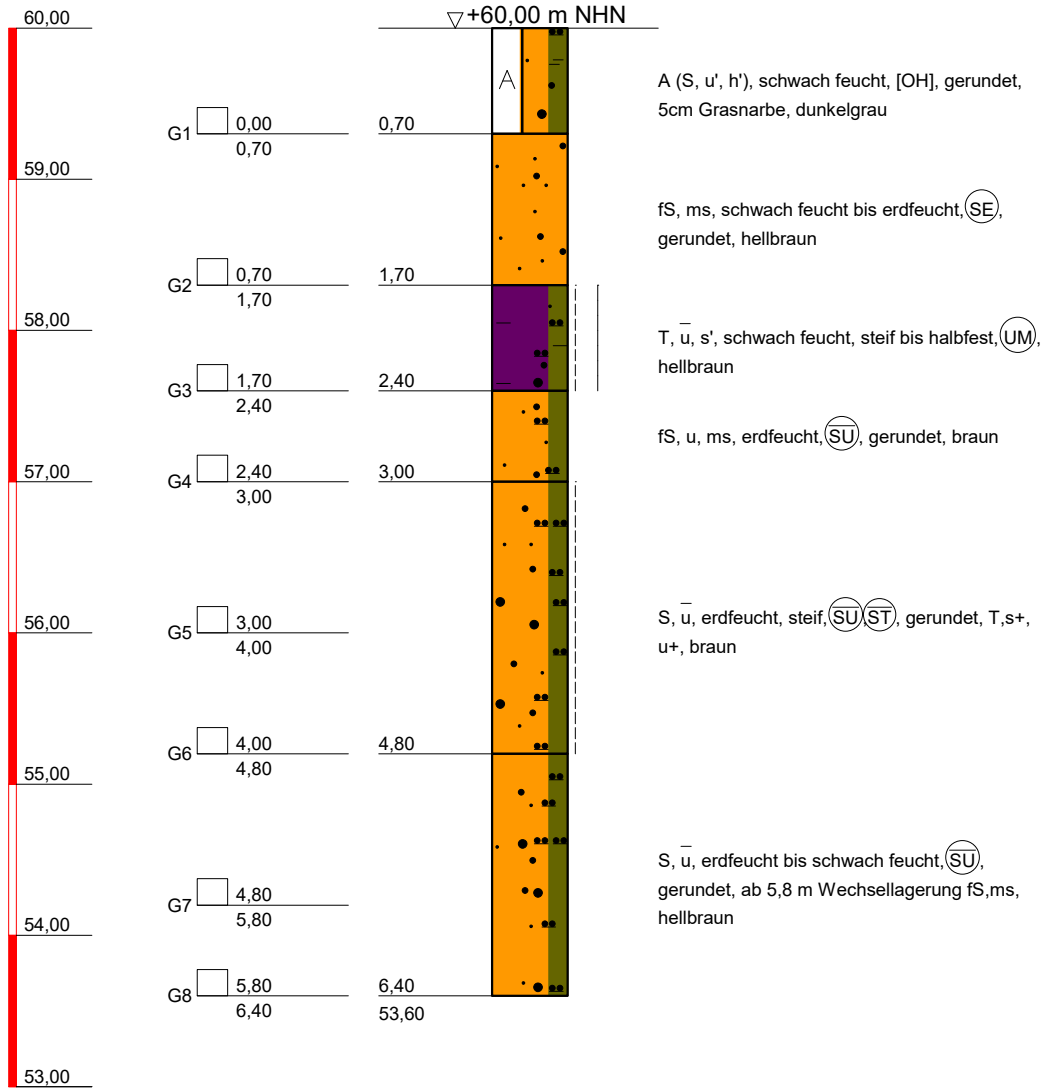 60,00
+60,00 m NHN
A
A (S, u', h'), schwach feucht, [OH], gerundet,
5cm Grasnarbe, dunkelgrau
G1 0,00 0,70
0,70
59,00
fS, ms, schwach feucht bis erdfeucht, SE,
gerundet, hellbraun
G2 0,70 1,70
1,70
58,00
T, u̅, s', schwach feucht, steif bis halbfest, UM,
hellbraun
G3 1,70 2,40
2,40
fS, u, ms, erdfeucht, S̅U̅, gerundet, braun
57,00
G4 2,40 3,00
3,00
S, u̅, erdfeucht, steif, S̅U̅ S̅T̅, gerundet, T,s+,
u+, braun
G5 3,00
4,00
56,00
G6 4,00 4,80
4,80
55,00
S, u̅, erdfeucht bis schwach feucht, S̅U̅,
gerundet, ab 5,8 m Wechsellagerung fS,ms,
hellbraun
G7 4,80
5,80
54,00
G8 5,80 6,40
6,40 53,60
53,00